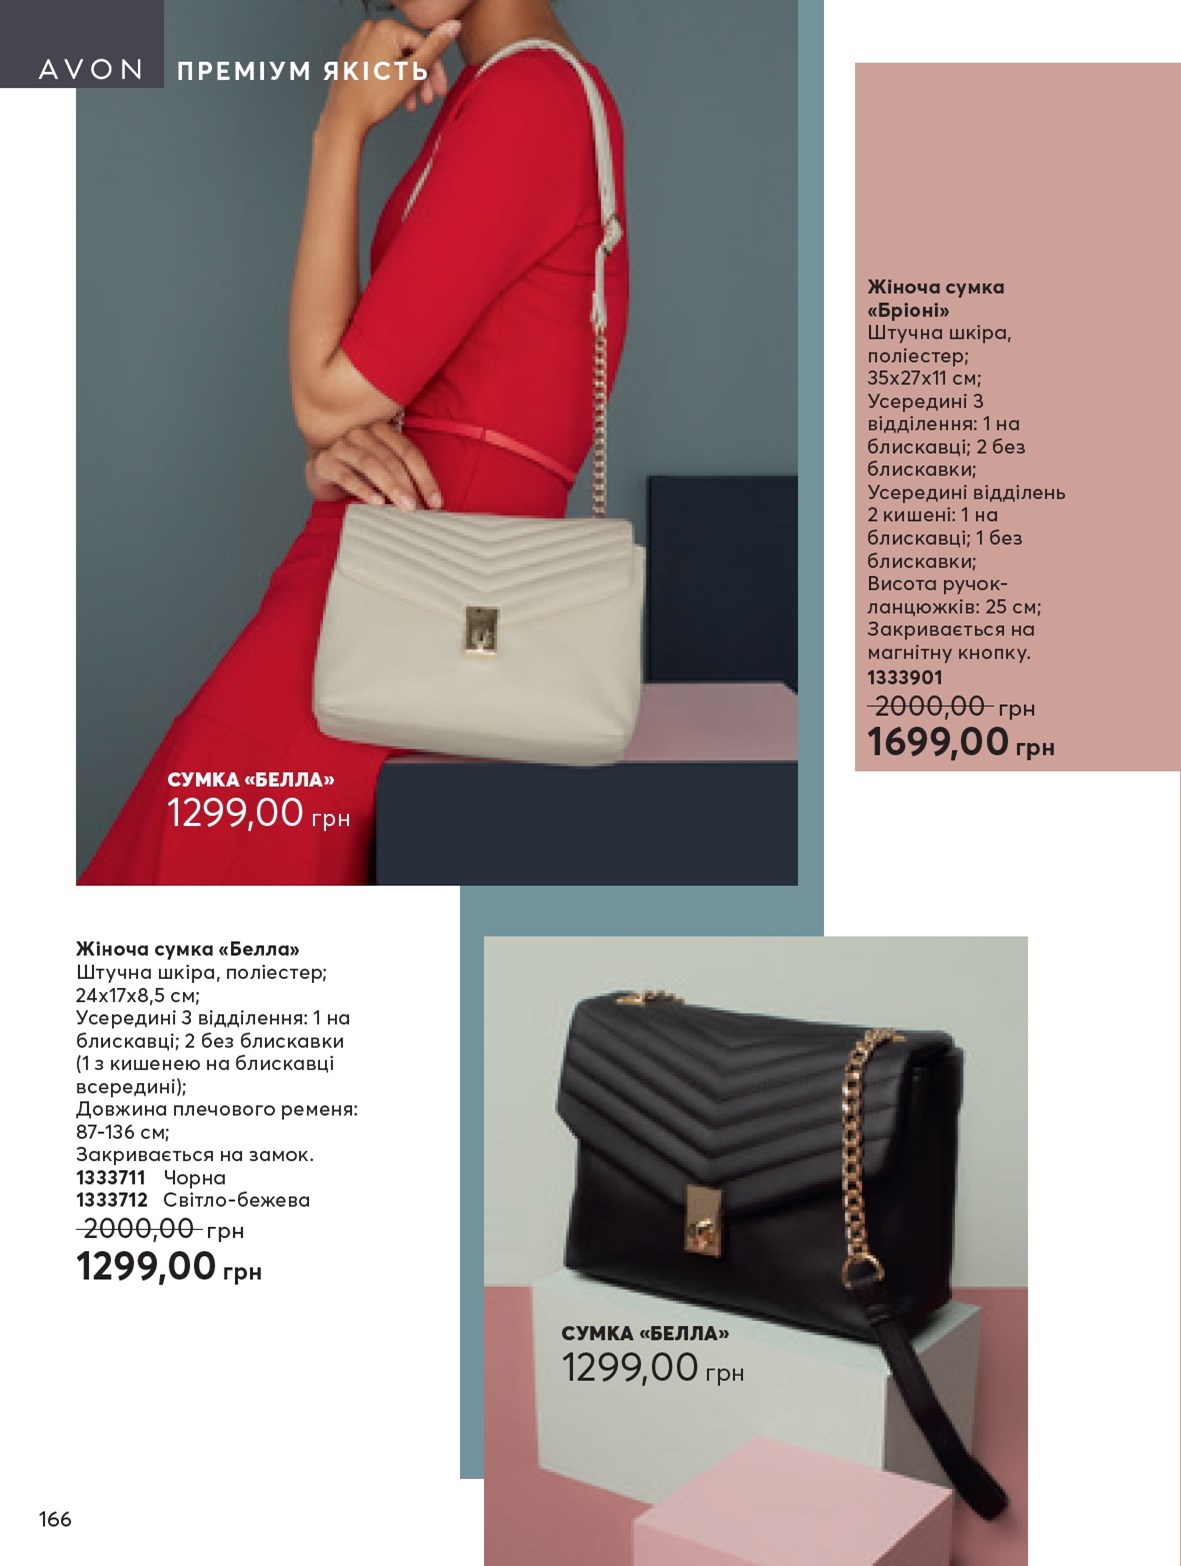 AVON ПРЕМІУМ ЯКІСТЬ
Жіноча сумка
«Бріоні»
Штучна шкіра,
поліестер;
35х27х11 см;
Усередині 3
відділення: 1 на
блискавці; 2 без
блискавки;
Усередині відділень
2 кишені: 1 на
блискавці; 1 без
блискавки;
Висота ручок-
ланцюжків: 25 см;
Закривається на
магнітну кнопку.
1333901
2000,00 грн
1699,00 грн
СУМКА «БЕЛЛА»
1299,00 грн
Жіноча сумка «Белла»
Штучна шкіра, поліестер;
24х17х8,5 см;
Усередині 3 відділення: 1 на
блискавці; 2 без блискавки
(1 з кишенею на блискавці
всередині);
Довжина плечового ременя:
87-136 см;
Закривається на замок.
1333711 Чорна
1333712 Світло-бежева
2000,00 грн
1299,00 грн
СУМКА «БЕЛЛА»
1299,00 грн
166